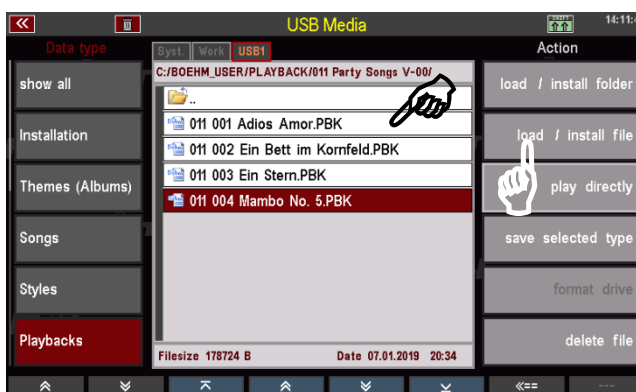 USB Media
14:11:
Data type
Syst. Work USB1
Action
C:/BOEHM_USER/PLAYBACK/011 Party Songs V-00/
show all
..
load / install folder
011 001 Adios Amor.PBK
Installation
011 002 Ein Bett im Kornfeld.PBK
load / install file
011 003 Ein Stern.PBK
Themes (Albums)
011 004 Mambo No. 5.PBK
play directly
Songs
save selected type
Styles
format drive
Playbacks
delete file
Filesize 178724 B Date 07.01.2019 20:34
«==
---